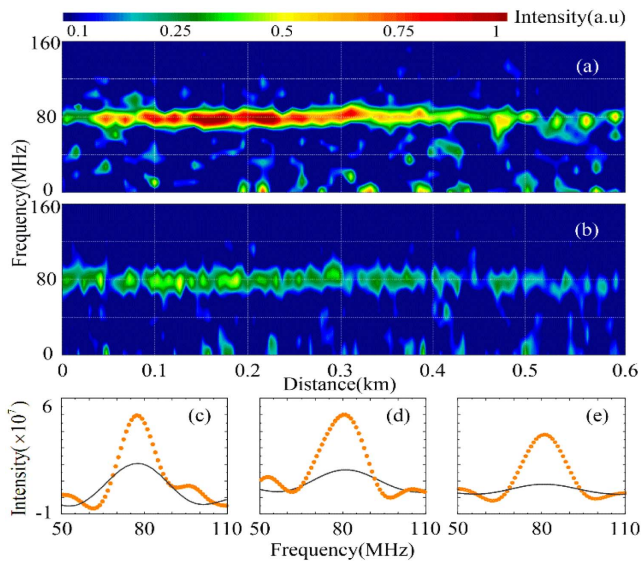 Intensity(a.u)
0.1 0.25 0.5 0.75 1
160
(a)
80
0
Frequency(MHz)
160
(b)
80
0
0 0.1 0.2 0.3 0.4 0.5 0.6
Distance(km)
6 (c) (d) (e)
Intensity(×10⁷)
-1
50 80 110 50 80 110 50 80 110
Frequency(MHz)